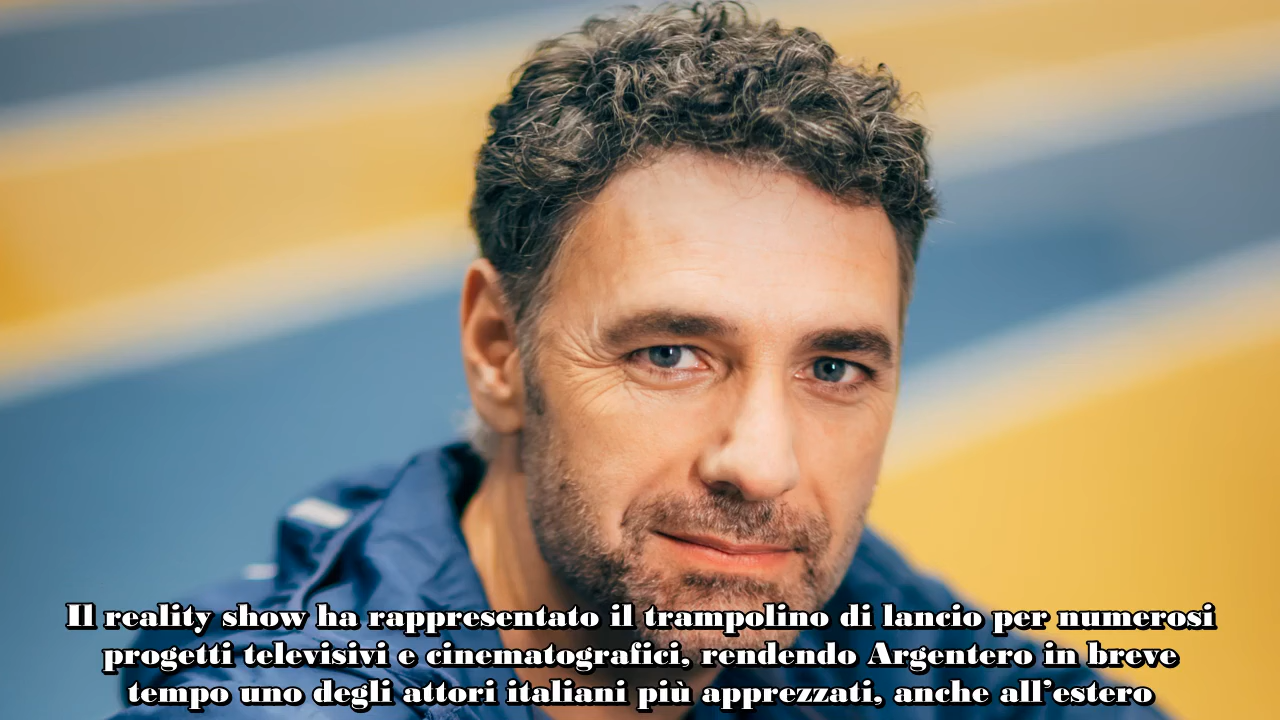 Il reality show ha rappresentato il trampolino di lancio per numerosi
progetti televisivi e cinematografici, rendendo Argentero in breve
tempo uno degli attori italiani più apprezzati, anche all’estero